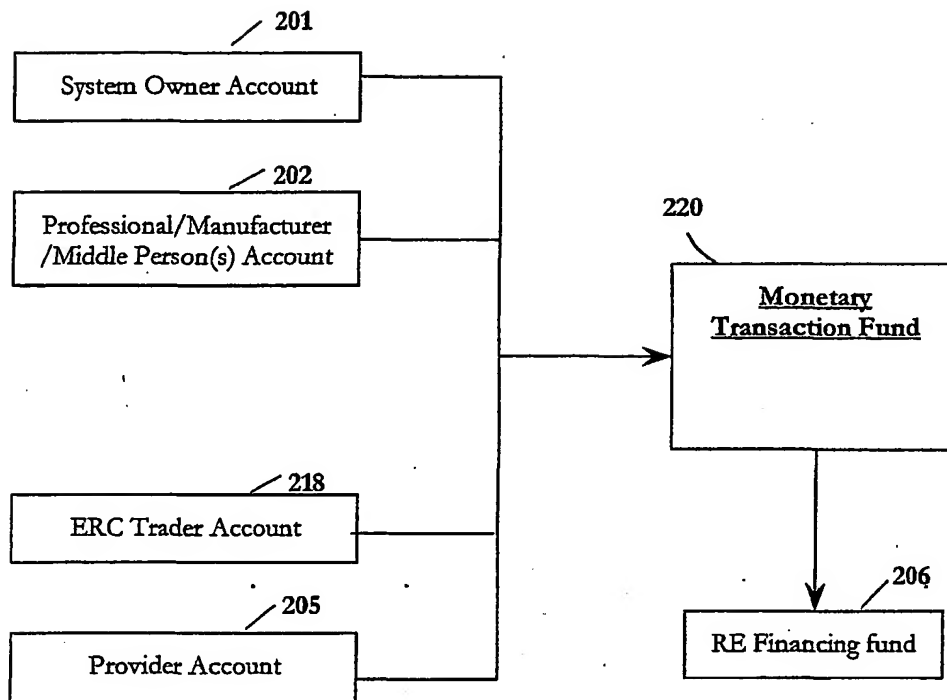 201
System Owner Account
202
Professional/Manufacturer
/Middle Person(s) Account
220
Monetary
Transaction Fund
218
ERC Trader Account
205
Provider Account
206
RE Financing fund